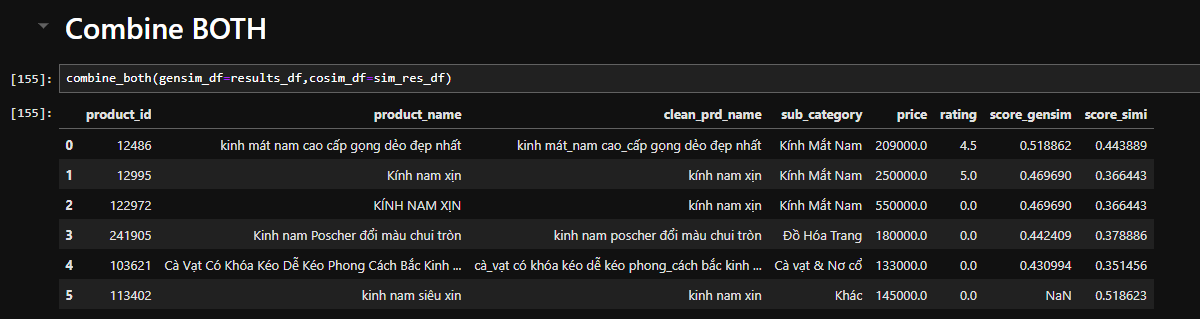 Combine BOTH
[155]: combine_both(gensim_df=results_df,cosim_df=sim_res_df)
[155]: product_id product_name clean_prd_name sub_category price rating score_gensim score_simi
0 12486 kinh mát nam cao cấp gọng dẻo đẹp nhất kinh mát_nam cao_cấp gọng dẻo đẹp nhất Kính Mắt Nam 209000.0 4.5 0.518862 0.443889
1 12995 Kính nam xịn kính nam xịn Kính Mắt Nam 250000.0 5.0 0.469690 0.366443
2 122972 KÍNH NAM XỊN kính nam xịn Kính Mắt Nam 550000.0 0.0 0.469690 0.366443
3 241905 Kinh nam Poscher đổi màu chui tròn kinh nam poscher đổi màu chui tròn Đồ Hóa Trang 180000.0 0.0 0.442409 0.378886
4 103621 Cà Vạt Có Khóa Kéo Dễ Kéo Phong Cách Bắc Kinh ... cà_vạt có khóa kéo dễ kéo phong_cách bắc kinh ... Cà vạt & Nơ cổ 133000.0 0.0 0.430994 0.351456
5 113402 kinh nam siêu xin kinh nam xin Khác 145000.0 0.0 NaN 0.518623